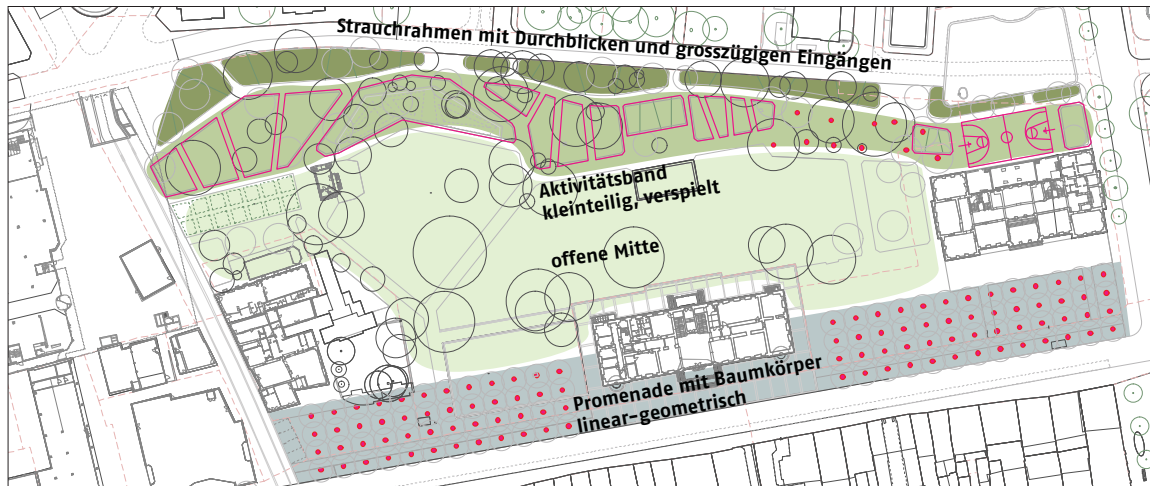 Strauchrahmen mit Durchblicken und grosszügigen Eingängen
Aktivitätsband
kleinteilig, verspielt
offene Mitte
Promenade mit Baumkörper
linear-geometrisch